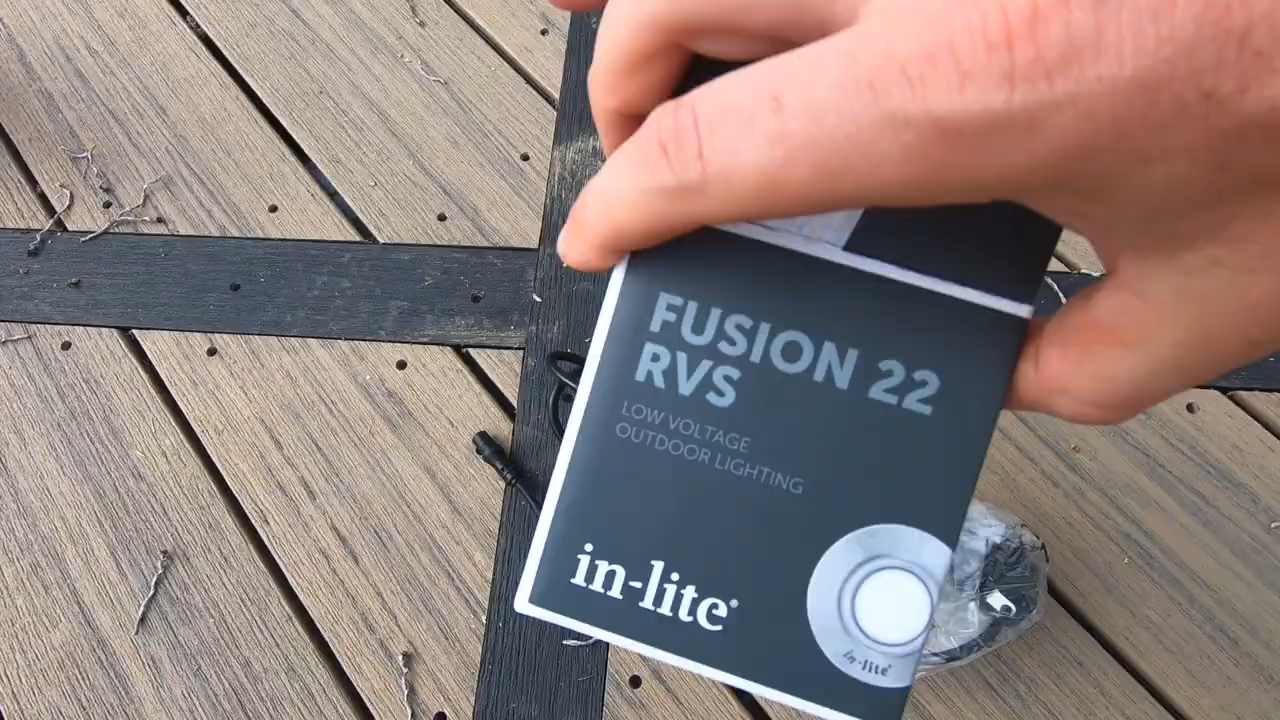 FUSION 22
RVS
LOW VOLTAGE
OUTDOOR LIGHTING
in-lite®
in-lite®